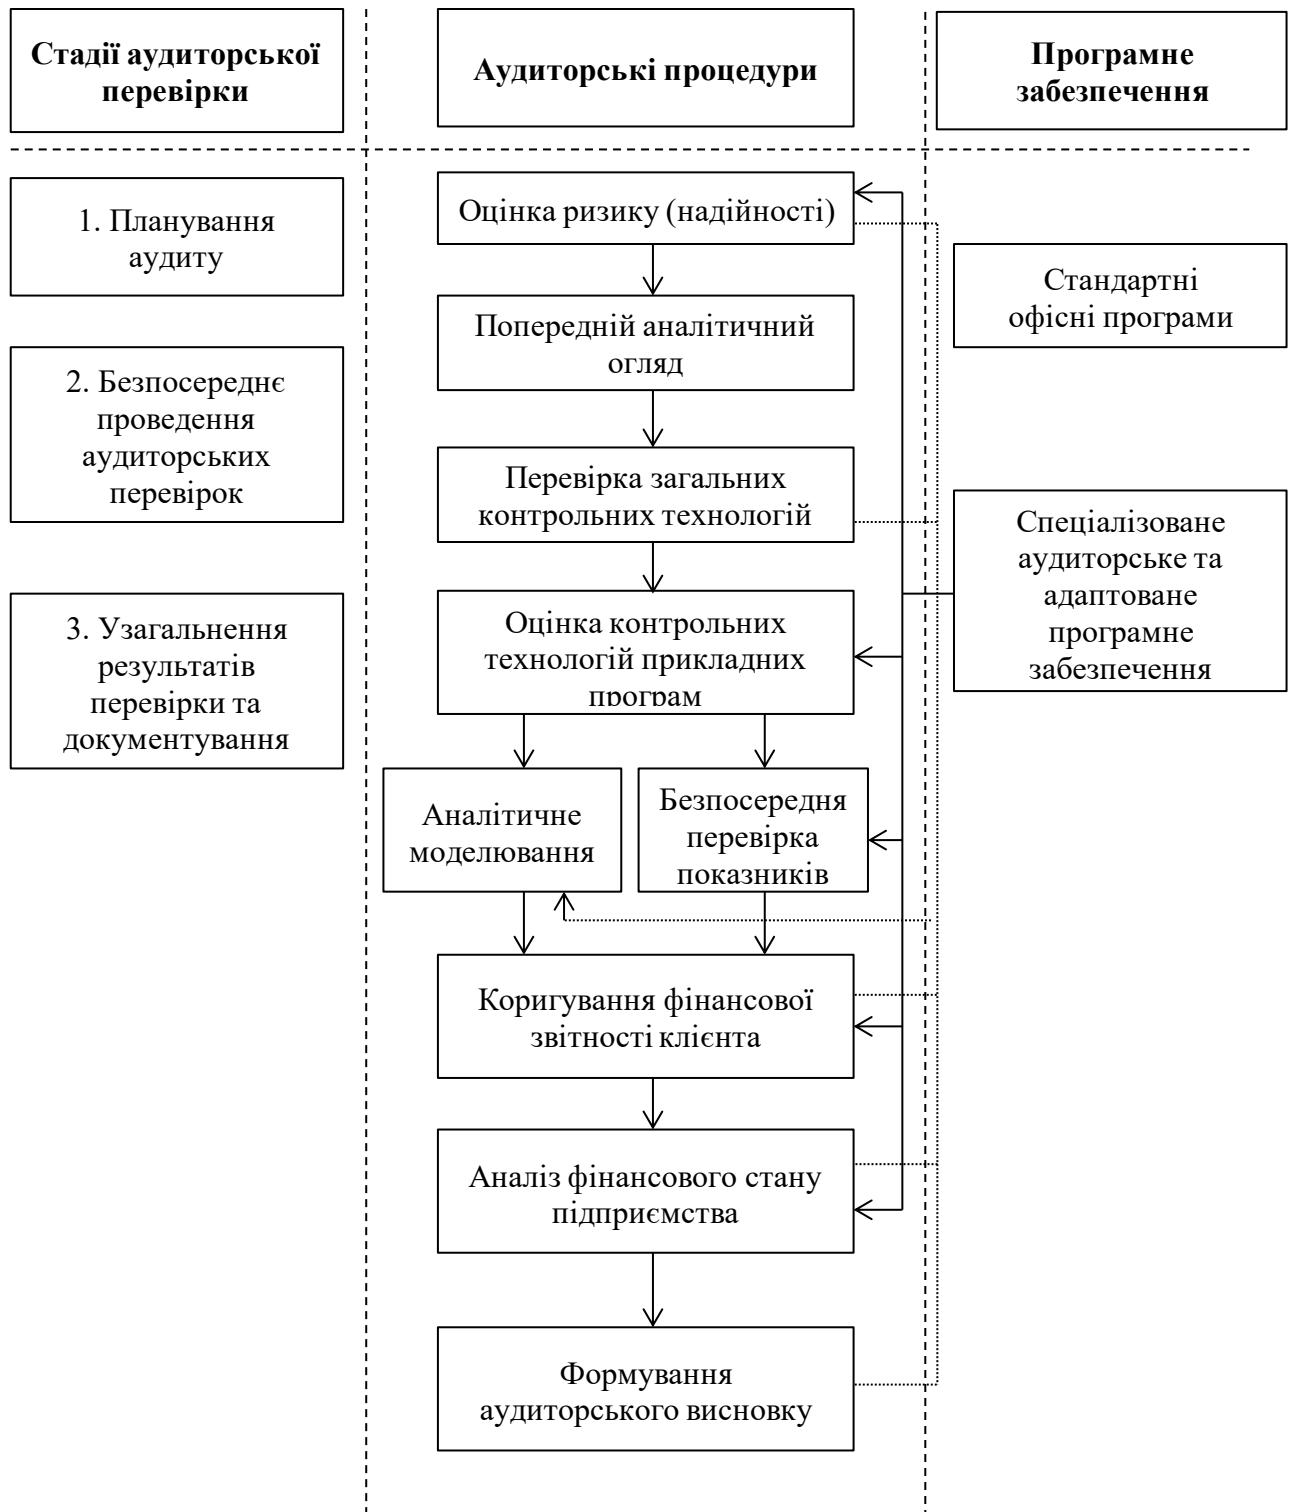 Стадії аудиторської
перевірки
Аудиторські процедури
Програмне
забезпечення
1. Планування
аудиту
2. Безпосереднє
проведення
аудиторських
перевірок
3. Узагальнення
результатів
перевірки та
документування
Оцінка ризику (надійності)
Попередній аналітичний
огляд
Перевірка загальних
контрольних технологій
Оцінка контрольних
технологій прикладних
програм
Аналітичне
моделювання
Безпосередня
перевірка
показників
Коригування фінансової
звітності клієнта
Аналіз фінансового стану
підприємства
Формування
аудиторського висновку
Стандартні
офісні програми
Спеціалізоване
аудиторське та
адаптоване
програмне
забезпечення